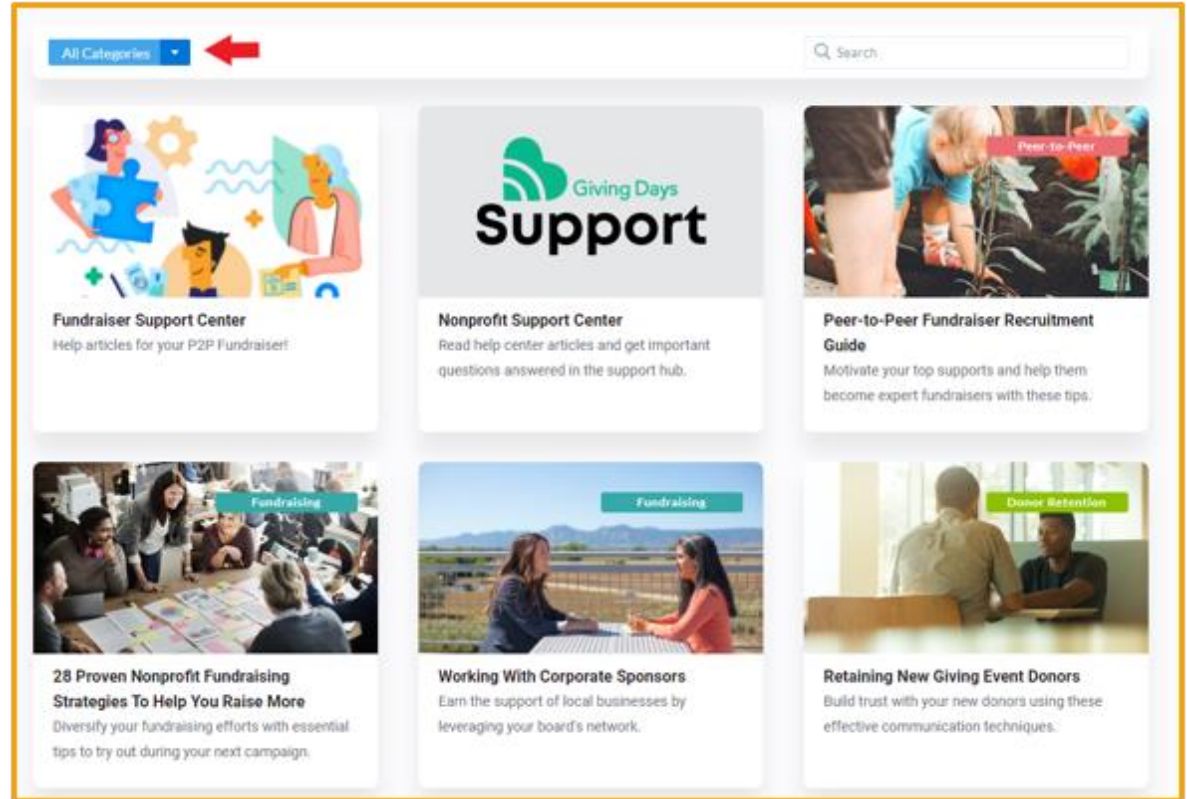 All Categories
Search
Giving Days
Support
Peer-to-Peer
Fundraiser Support Center
Help articles for your P2P Fundraiser!
Nonprofit Support Center
Read help center articles and get important
questions answered in the support hub.
Peer-to-Peer Fundraiser Recruitment
Guide
Motivate your top supports and help them
become expert fundraisers with these tips.
Fundraising
Fundraising
Donor Retention
28 Proven Nonprofit Fundraising
Strategies To Help You Raise More
Diversify your fundraising efforts with essential
tips to try out during your next campaign.
Working With Corporate Sponsors
Earn the support of local businesses by
leveraging your board's network.
Retaining New Giving Event Donors
Build trust with your new donors using these
effective communication techniques.